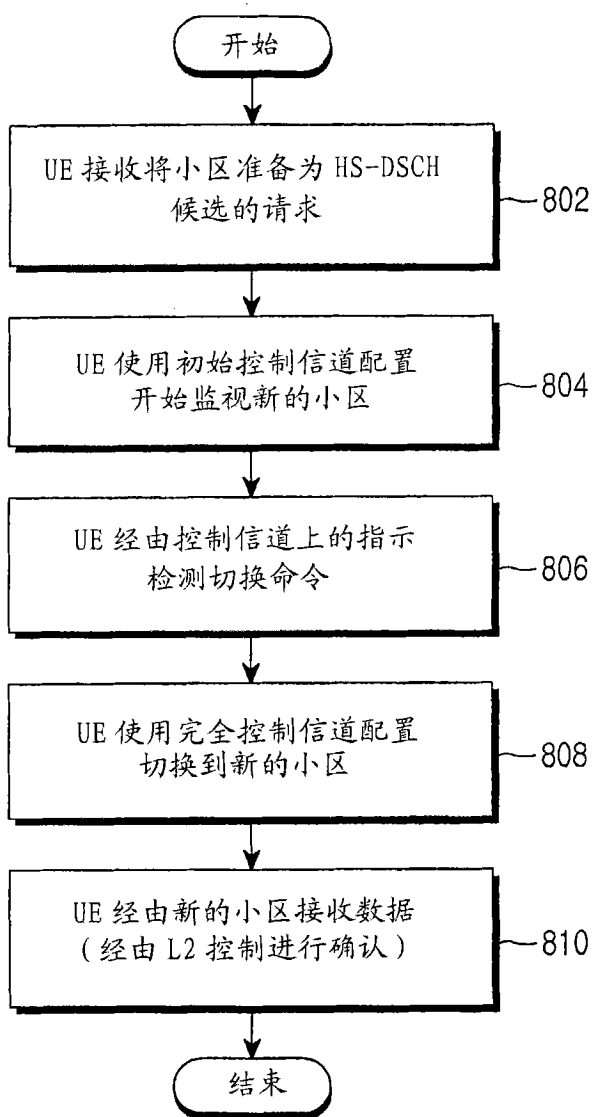 开始
UE 接收将小区准备为 HS-DSCH
候选的请求
802
UE 使用初始控制信道配置
开始监视新的小区
804
UE 经由控制信道上的指示
检测切换命令
806
UE 使用完全控制信道配置
切换到新的小区
808
UE 经由新的小区接收数据
(经由 L2 控制进行确认)
810
结束